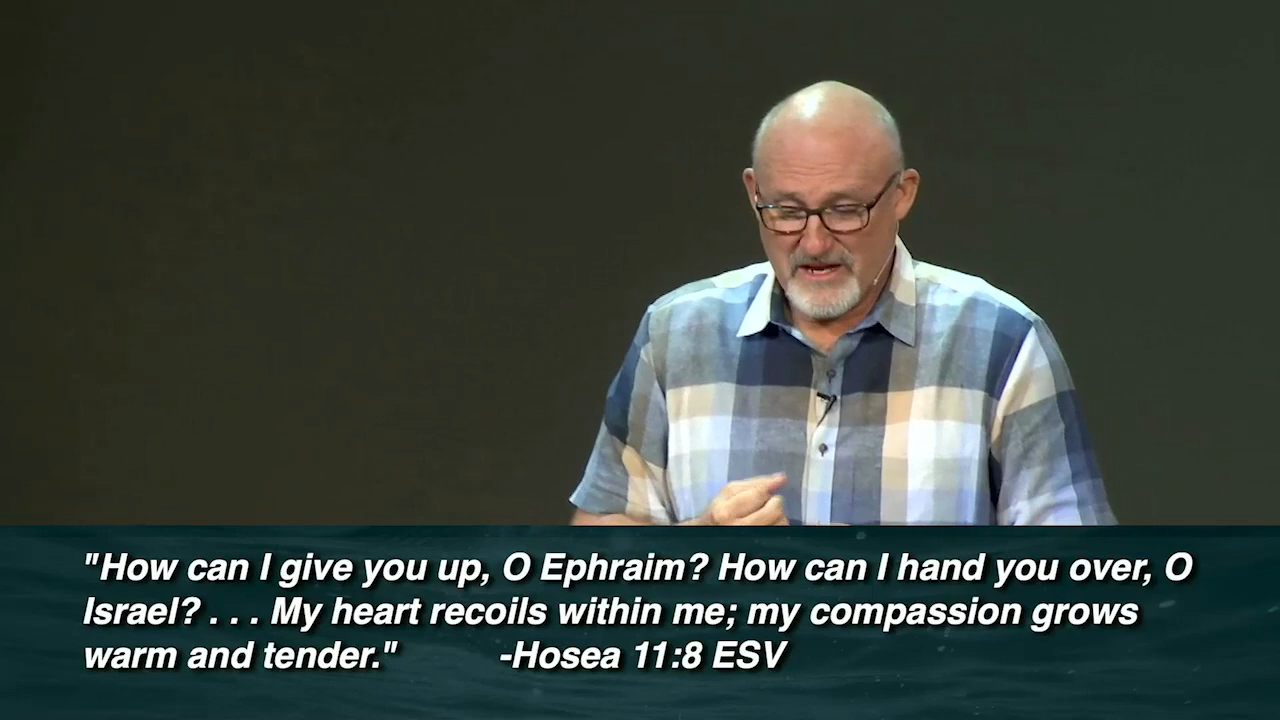 "How can I give you up, O Ephraim? How can I hand you over, O
Israel? . . . My heart recoils within me; my compassion grows
warm and tender." -Hosea 11:8 ESV